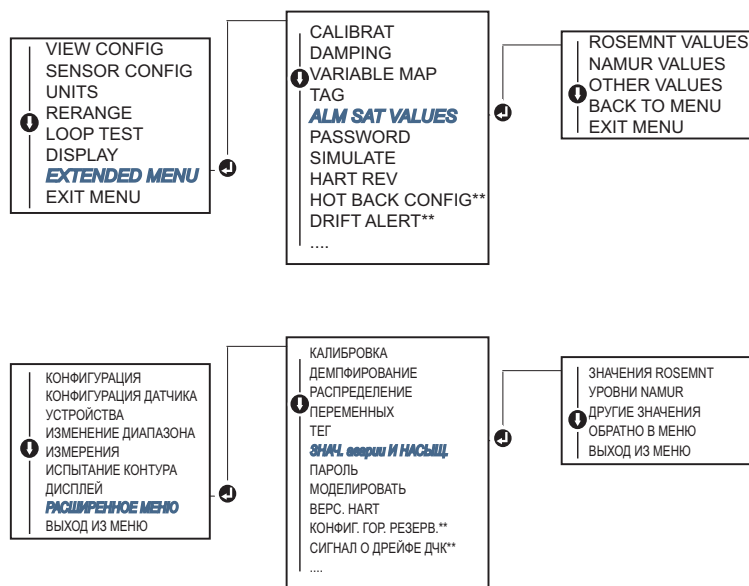 VIEW CONFIG
SENSOR CONFIG
UNITS
RERANGE
LOOP TEST
DISPLAY
EXTENDED MENU
EXIT MENU
CALIBRAT
DAMPING
VARIABLE MAP
TAG
ALM SAT VALUES
PASSWORD
SIMULATE
HART REV
HOT BACK CONFIG**
DRIFT ALERT**
....
ROSEMNT VALUES
NAMUR VALUES
OTHER VALUES
BACK TO MENU
EXIT MENU
КОНФИГУРАЦИЯ
КОНФИГУРАЦИЯ ДАТЧИКА
УСТРОЙСТВА
ИЗМЕНЕНИЕ ДИАПАЗОНА
ИЗМЕРЕНИЯ
ИСПЫТАНИЕ КОНТУРА
ДИСПЛЕЙ
РАСШИРЕННОЕ МЕНЮ
ВЫХОД ИЗ МЕНЮ
КАЛИБРОВКА
ДЕМПФИРОВАНИЕ
РАСПРЕДЕЛЕНИЕ
ПЕРЕМЕННЫХ
ТЕГ
ЗНАЧ. аварии И НАСЫЩ.
ПАРОЛЬ
МОДЕЛИРОВАТЬ
ВЕРС. HART
КОНФИГ. ГОР. РЕЗЕРВ.**
СИГНАЛ О ДРЕЙФЕ ДЧК**
....
ЗНАЧЕНИЯ ROSEMNT
УРОВНИ NAMUR
ДРУГИЕ ЗНАЧЕНИЯ
ОБРАТНО В МЕНЮ
ВЫХОД ИЗ МЕНЮ